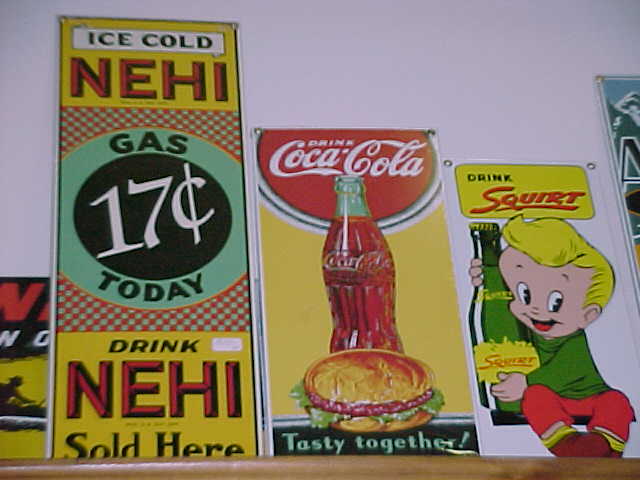 ICE COLD
NEHI
GAS
17¢
TODAY
DRINK
NEHI
Sold Here
DRINK
Coca-Cola
Coca-Cola
Tasty together!
DRINK
SQUIRT
SQUIRT
SQUIRT